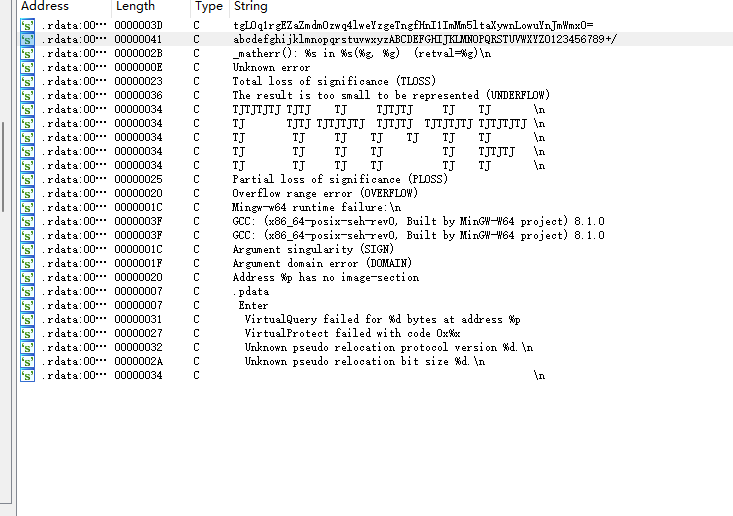 Address Length Type String
.rdata:00… 0000003D C tgL0q1rgEZaZmdm0zwq4lweYzgeTngfHnI1ImMm5ltaXywnLowuYnJmWmx0=
.rdata:00… 00000041 C abcdefghijklmnopqrstuvwxyzABCDEFGHIJKLMNOPQRSTUVWXYZ0123456789+/
.rdata:00… 0000002B C _matherr(): %s in %s(%g, %g)  (retval=%g)\n
.rdata:00… 0000000E C Unknown error
.rdata:00… 00000023 C Total loss of significance (TLOSS)
.rdata:00… 00000036 C The result is too small to be represented (UNDERFLOW)
.rdata:00… 00000034 C TJTJTJTJ TJTJ    TJ     TJTJTJ     TJ    TJ       \n
.rdata:00… 00000034 C TJ       TJTJ TJTJTJTJ  TJTJTJ  TJTJTJTJ TJTJTJTJ \n
.rdata:00… 00000034 C TJ        TJ     TJ    TJ     TJ    TJ        \n
.rdata:00… 00000034 C TJ        TJ     TJ    TJ          TJ    TJTJTJ   \n
.rdata:00… 00000034 C TJ        TJ     TJ    TJ          TJ    TJ       \n
.rdata:00… 00000025 C Partial loss of significance (PLOSS)
.rdata:00… 00000020 C Overflow range error (OVERFLOW)
.rdata:00… 0000001C C Mingw-w64 runtime failure:\n
.rdata:00… 0000003F C GCC: (x86_64-posix-seh-rev0, Built by MinGW-W64 project) 8.1.0
.rdata:00… 0000003F C GCC: (x86_64-posix-seh-rev0, Built by MinGW-W64 project) 8.1.0
.rdata:00… 0000001C C Argument singularity (SIGN)
.rdata:00… 0000001F C Argument domain error (DOMAIN)
.rdata:00… 00000020 C Address %p has no image-section
.rdata:00… 00000007 C .pdata
.rdata:00… 00000007 C Enter
.rdata:00… 00000031 C VirtualQuery failed for %d bytes at address %p
.rdata:00… 00000027 C VirtualProtect failed with code 0x%x
.rdata:00… 00000032 C Unknown pseudo relocation protocol version %d.\n
.rdata:00… 0000002A C Unknown pseudo relocation bit size %d.\n
.rdata:00… 00000034 C \n